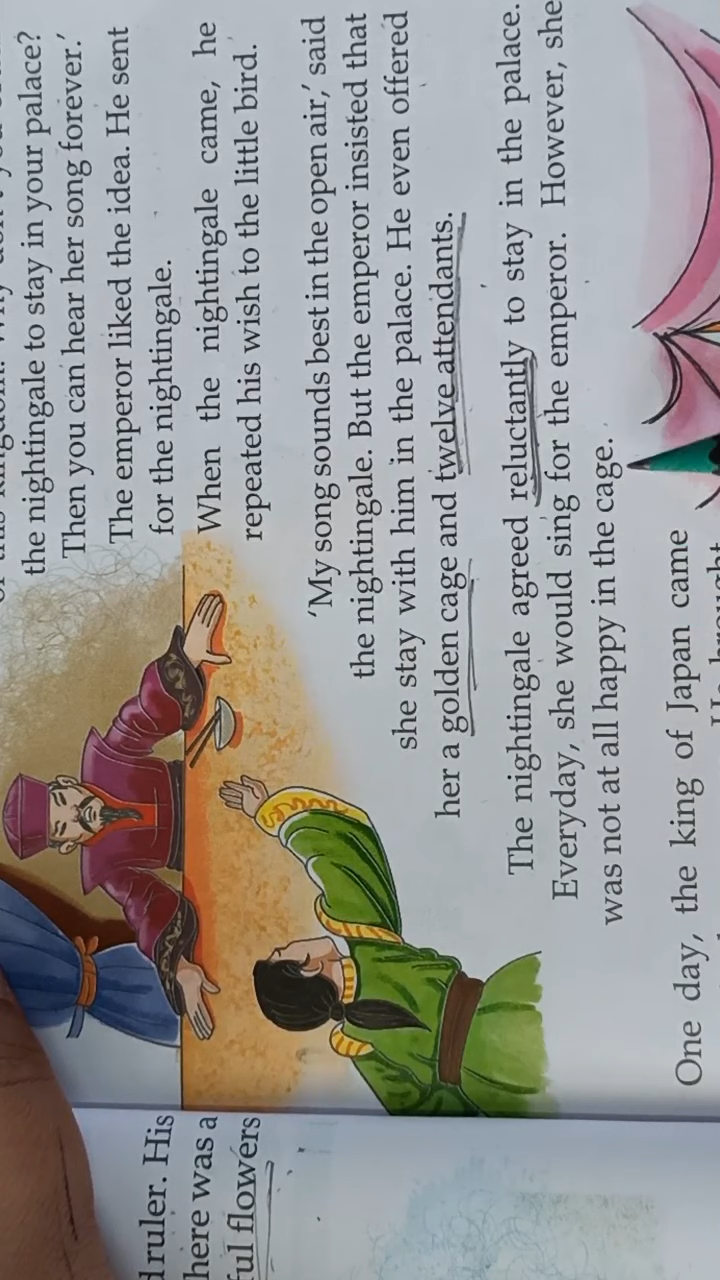 d ruler. His
here was a
ful flowers
the nightingale to stay in your palace?
Then you can hear her song forever.'
The emperor liked the idea. He sent
for the nightingale.
When the nightingale came, he
repeated his wish to the little bird.
'My song sounds best in the open air,' said
the nightingale. But the emperor insisted that
she stay with him in the palace. He even offered
her a golden cage and twelve attendants.
The nightingale agreed reluctantly to stay in the palace.
Everyday, she would sing for the emperor. However, she
was not at all happy in the cage.
One day, the king of Japan came